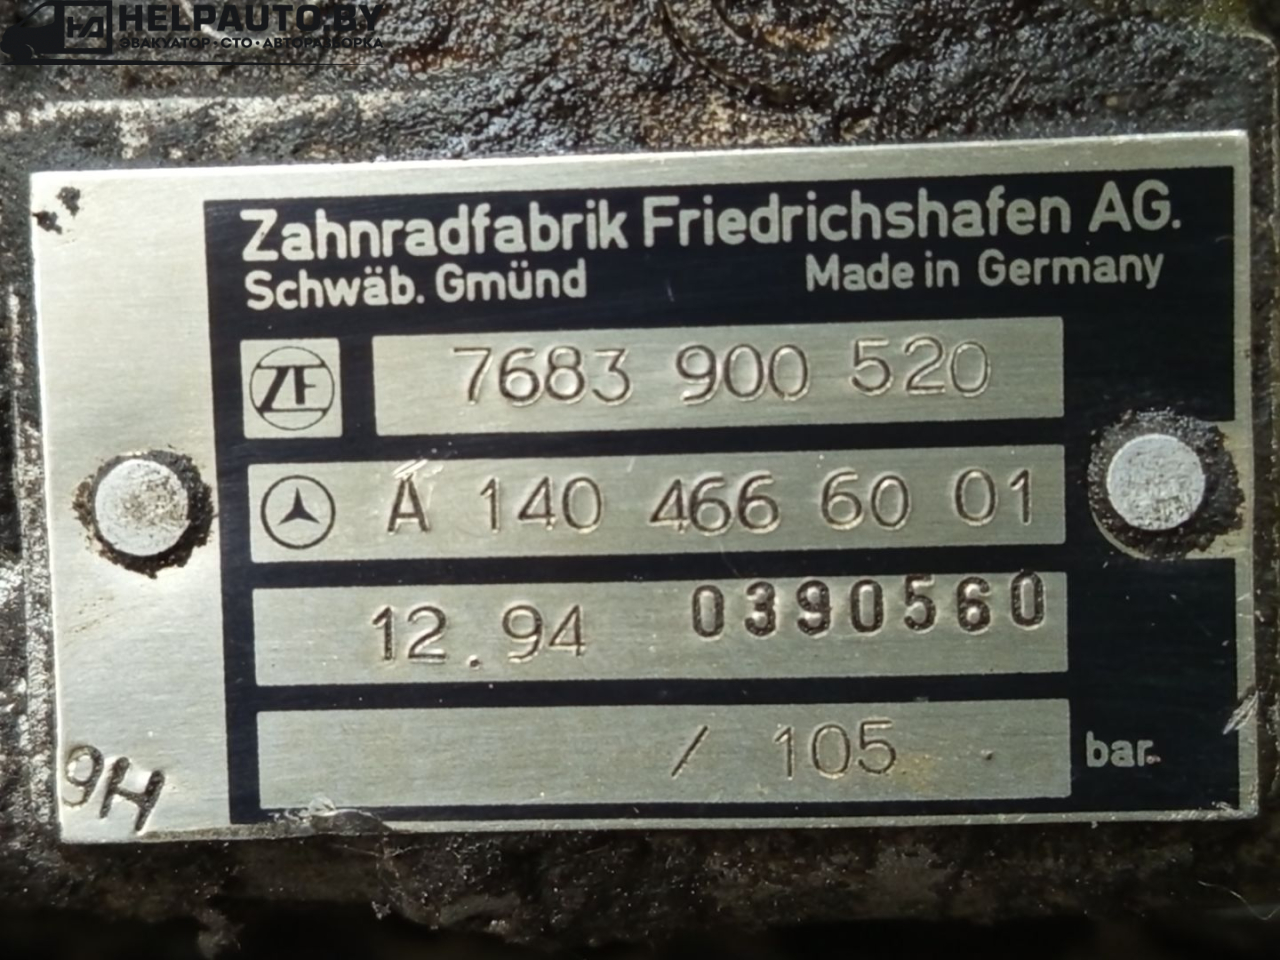 HELPAUTO.BY
ЭВАКУАТОР · СТО · АВТОРАЗБОРКА
Zahnradfabrik Friedrichshafen AG.
Schwäb. Gmünd Made in Germany
ZF 7683 900 520
A 140 466 60 01
12.94 0390560
/ 105 bar.
9H